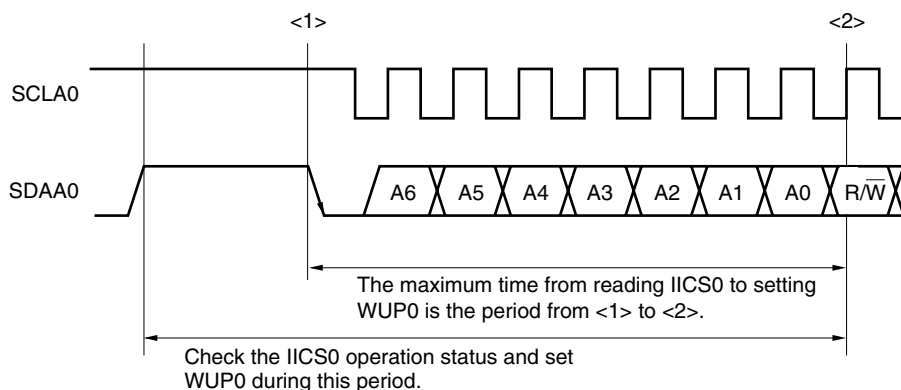 <1> <2>
SCLA0
SDAA0 A6 A5 A4 A3 A2 A1 A0 R/W̅
The maximum time from reading IICS0 to setting
WUP0 is the period from <1> to <2>.
Check the IICS0 operation status and set
WUP0 during this period.